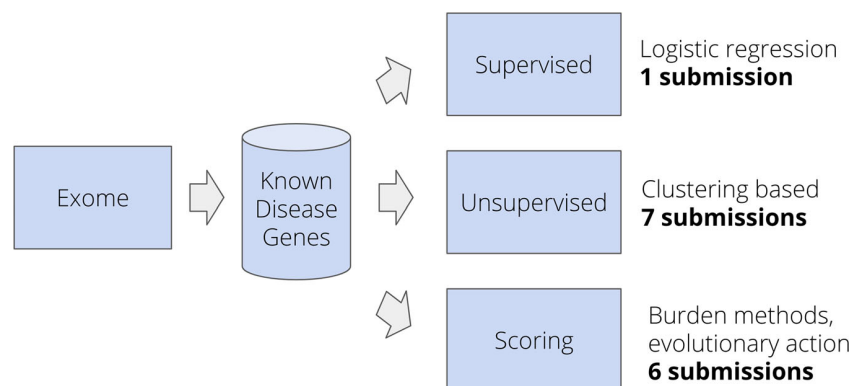 Exome
Known
Disease
Genes
Supervised
Logistic regression
1 submission
Unsupervised
Clustering based
7 submissions
Scoring
Burden methods,
evolutionary action
6 submissions